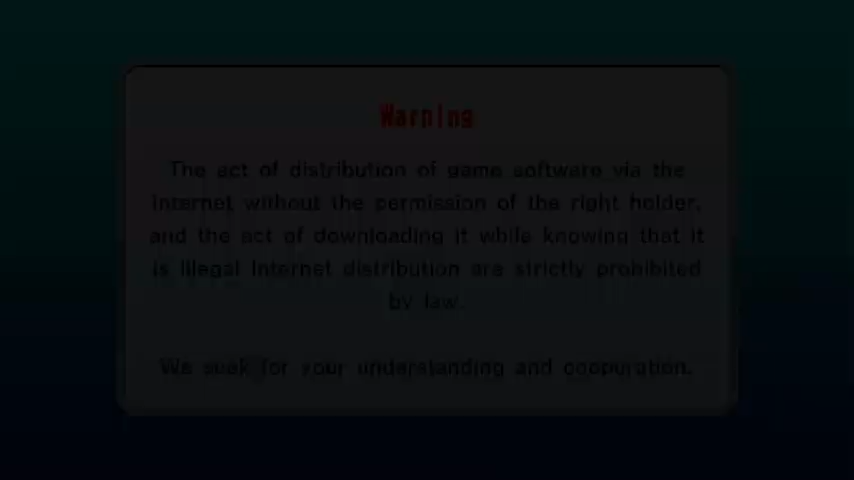 Warning
The act of distribution of game software via the
Internet without the permission of the right holder,
and the act of downloading it while knowing that it
is illegal Internet distribution are strictly prohibited
by law.
We seek for your understanding and cooperation.